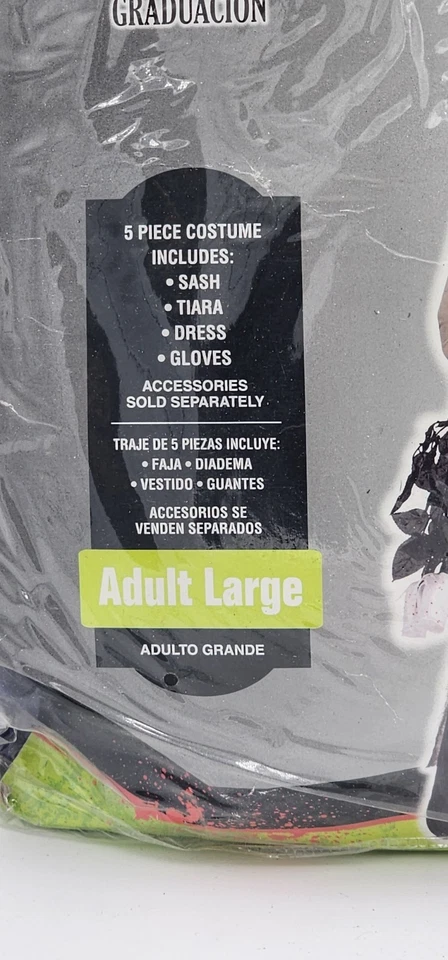 GRADUACIÓN
5 PIECE COSTUME
INCLUDES:
• SASH
• TIARA
• DRESS
• GLOVES
ACCESSORIES
SOLD SEPARATELY
TRAJE DE 5 PIEZAS INCLUYE:
• FAJA • DIADEMA
• VESTIDO • GUANTES
ACCESORIOS SE
VENDEN SEPARADOS
Adult Large
ADULTO GRANDE